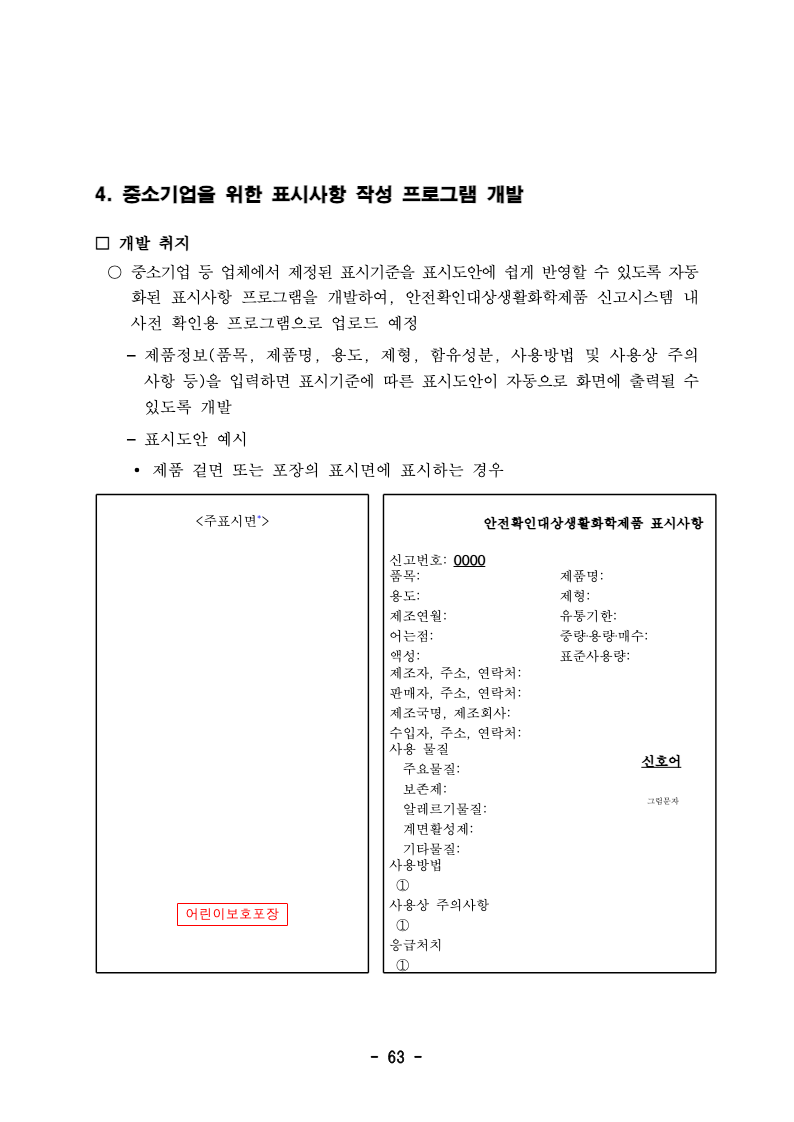 4. 중소기업을 위한 표시사항 작성 프로그램 개발
□ 개발 취지
○ 중소기업 등 업체에서 제정된 표시기준을 표시도안에 쉽게 반영할 수 있도록 자동
화된 표시사항 프로그램을 개발하여, 안전확인대상생활화학제품 신고시스템 내
사전 확인용 프로그램으로 업로드 예정
– 제품정보(품목, 제품명, 용도, 제형, 함유성분, 사용방법 및 사용상 주의
사항 등)을 입력하면 표시기준에 따른 표시도안이 자동으로 화면에 출력될 수
있도록 개발
– 표시도안 예시
• 제품 겉면 또는 포장의 표시면에 표시하는 경우
<주표시면*>
어린이보호포장
안전확인대상생활화학제품 표시사항
신고번호: 0000
품목: 제품명:
용도: 제형:
제조연월: 유통기한:
어는점: 중량·용량·매수:
액성: 표준사용량:
제조자, 주소, 연락처:
판매자, 주소, 연락처:
제조국명, 제조회사:
수입자, 주소, 연락처:
사용 물질
신호어
주요물질:
보존제:
그림문자
알레르기물질:
계면활성제:
기타물질:
사용방법
①
사용상 주의사항
①
응급처치
①
- 63 -